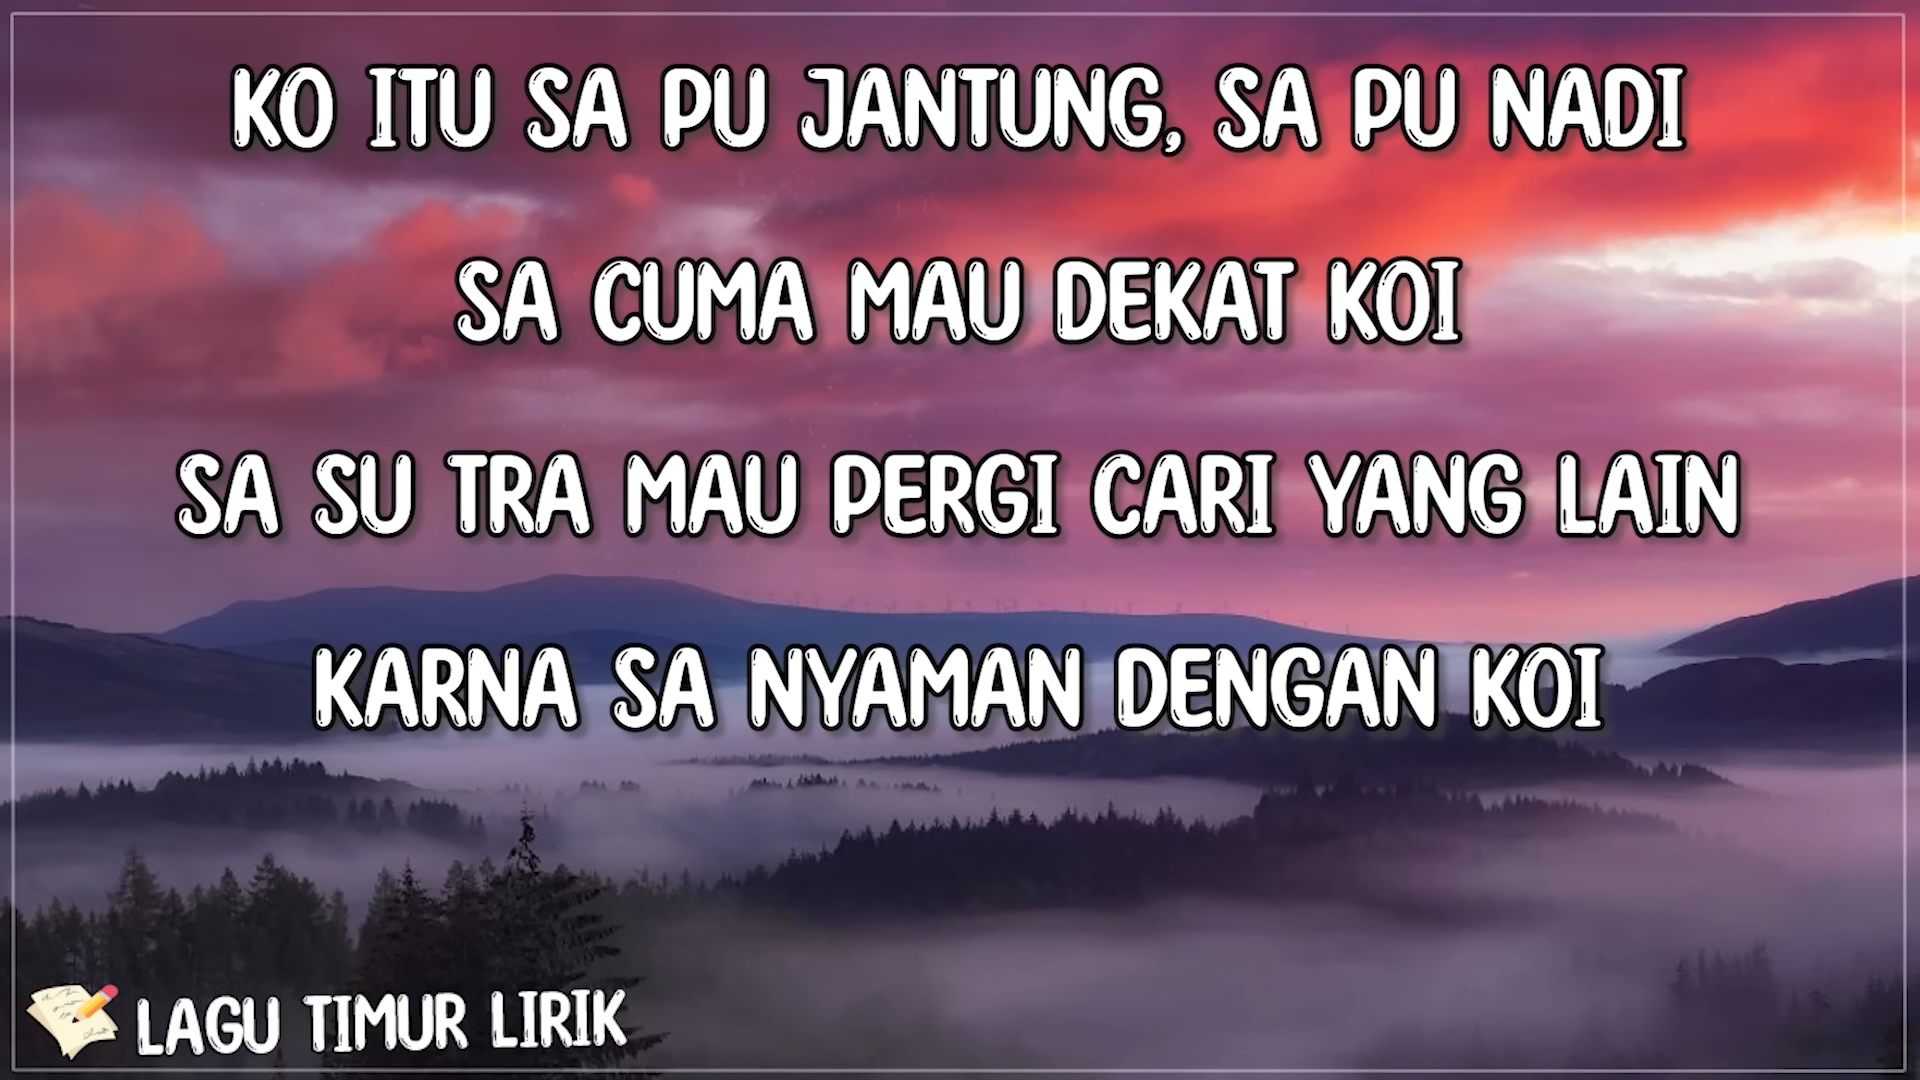 KO ITU SA PU JANTUNG, SA PU NADI
SA CUMA MAU DEKAT KOI
SA SU TRA MAU PERGI CARI YANG LAIN
KARNA SA NYAMAN DENGAN KOI
LAGU TIMUR LIRIK